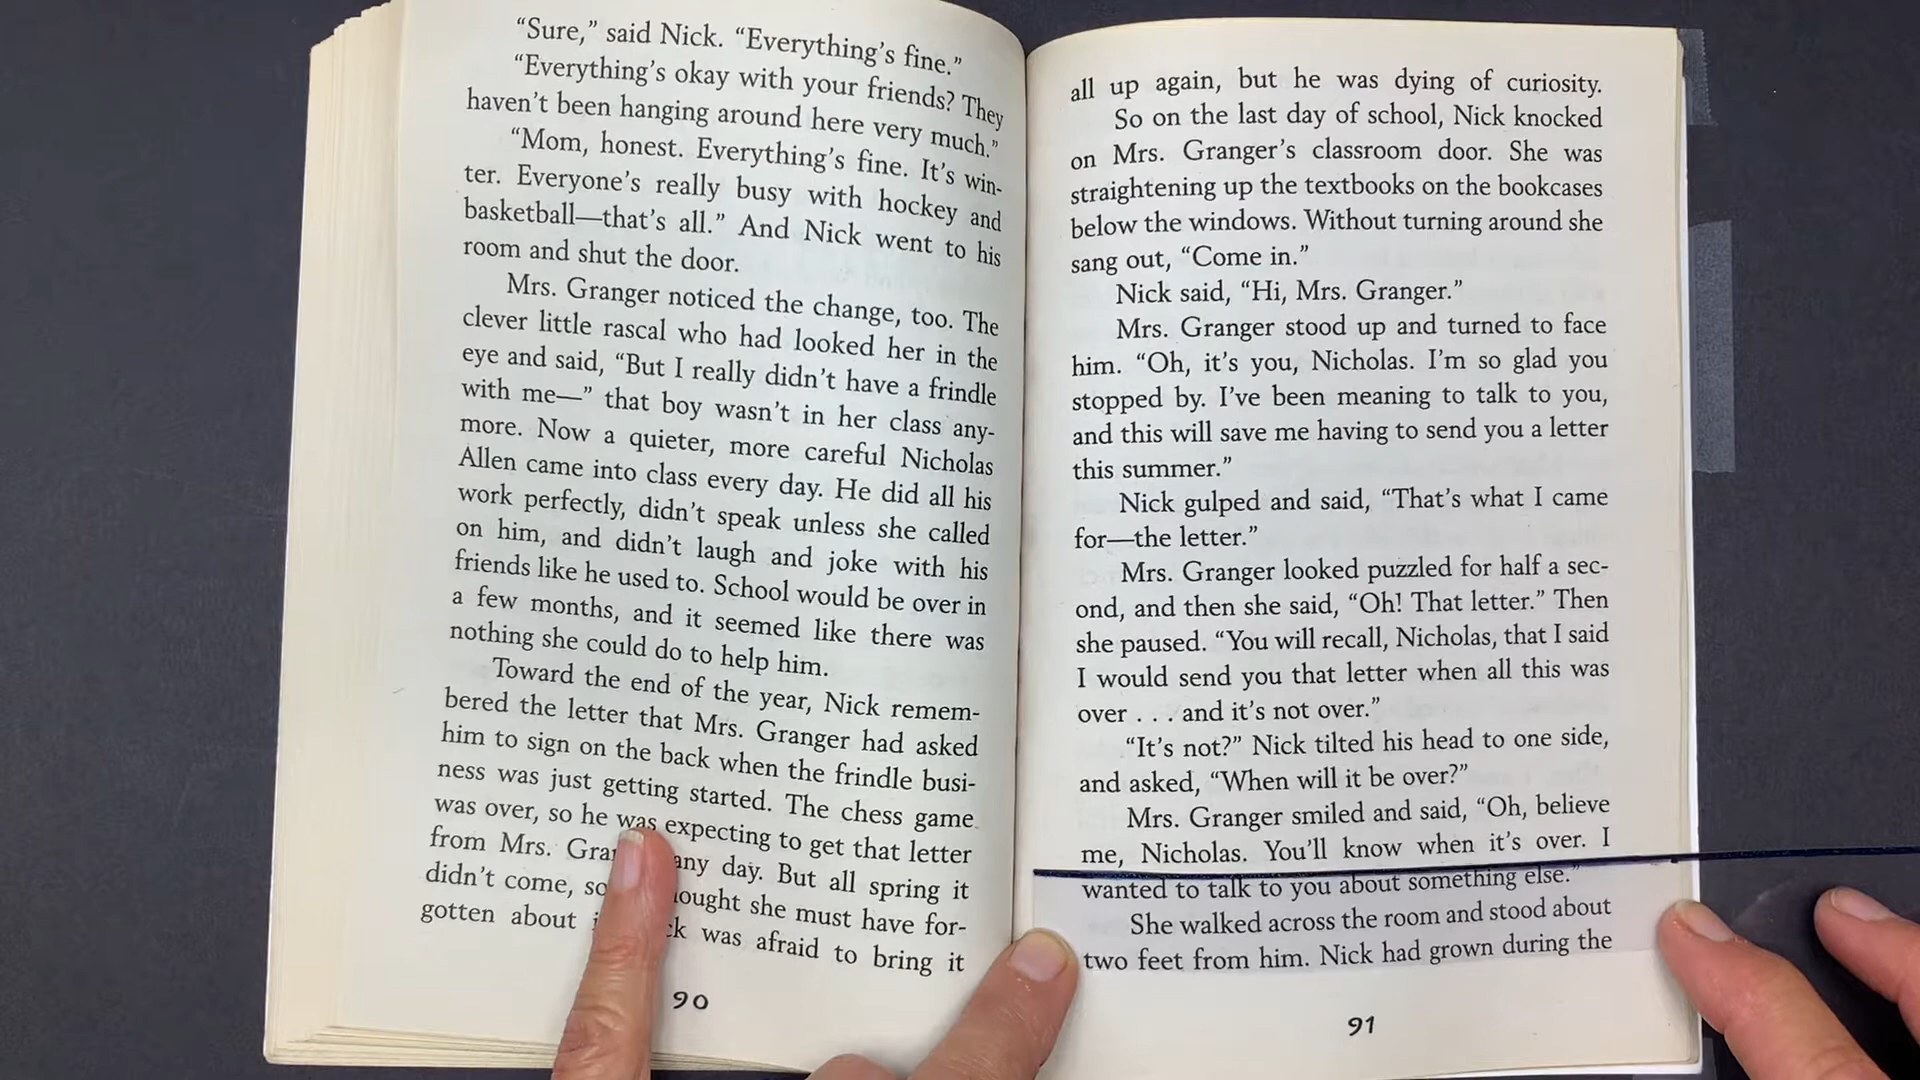 “Sure,” said Nick. “Everything’s fine.”
“Everything’s okay with your friends? They
haven’t been hanging around here very much.”
“Mom, honest. Everything’s fine. It’s win-
ter. Everyone’s really busy with hockey and
basketball—that’s all.” And Nick went to his
room and shut the door.
Mrs. Granger noticed the change, too. The
clever little rascal who had looked her in the
eye and said, “But I really didn’t have a frindle
with me—” that boy wasn’t in her class any-
more. Now a quieter, more careful Nicholas
Allen came into class every day. He did all his
work perfectly, didn’t speak unless she called
on him, and didn’t laugh and joke with his
friends like he used to. School would be over in
a few months, and it seemed like there was
nothing she could do to help him.
Toward the end of the year, Nick remem-
bered the letter that Mrs. Granger had asked
him to sign on the back when the frindle busi-
ness was just getting started. The chess game
was over, so he was expecting to get that letter
from Mrs. any day. But all spring it
didn’t come, so she must have for-
gotten about was afraid to bring it
90
all up again, but he was dying of curiosity.
So on the last day of school, Nick knocked
on Mrs. Granger’s classroom door. She was
straightening up the textbooks on the bookcases
below the windows. Without turning around she
sang out, “Come in.”
Nick said, “Hi, Mrs. Granger.”
Mrs. Granger stood up and turned to face
him. “Oh, it’s you, Nicholas. I’m so glad you
stopped by. I’ve been meaning to talk to you,
and this will save me having to send you a letter
this summer.”
Nick gulped and said, “That’s what I came
for—the letter.”
Mrs. Granger looked puzzled for half a sec-
ond, and then she said, “Oh! That letter.” Then
she paused. “You will recall, Nicholas, that I said
I would send you that letter when all this was
over . . . and it’s not over.”
“It’s not?” Nick tilted his head to one side,
and asked, “When will it be over?”
Mrs. Granger smiled and said, “Oh, believe
me, Nicholas. You’ll know when it’s over. I
wanted to talk to you about something else.”
She walked across the room and stood about
two feet from him. Nick had grown during the
91